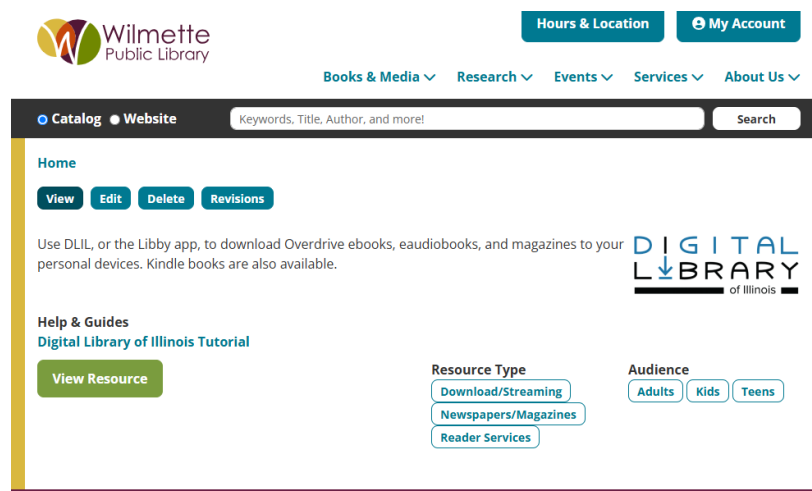 Wilmette
Public Library
Hours & Location
My Account
Books & Media
Research
Events
Services
About Us
Catalog
Website
Keywords, Title, Author, and more!
Search
Home
View
Edit
Delete
Revisions
Use DLIL, or the Libby app, to download Overdrive ebooks, eaudiobooks, and magazines to your
personal devices. Kindle books are also available.
DIGITAL
LIBRARY
of Illinois
Help & Guides
Digital Library of Illinois Tutorial
View Resource
Resource Type
Download/Streaming
Newspapers/Magazines
Reader Services
Audience
Adults
Kids
Teens